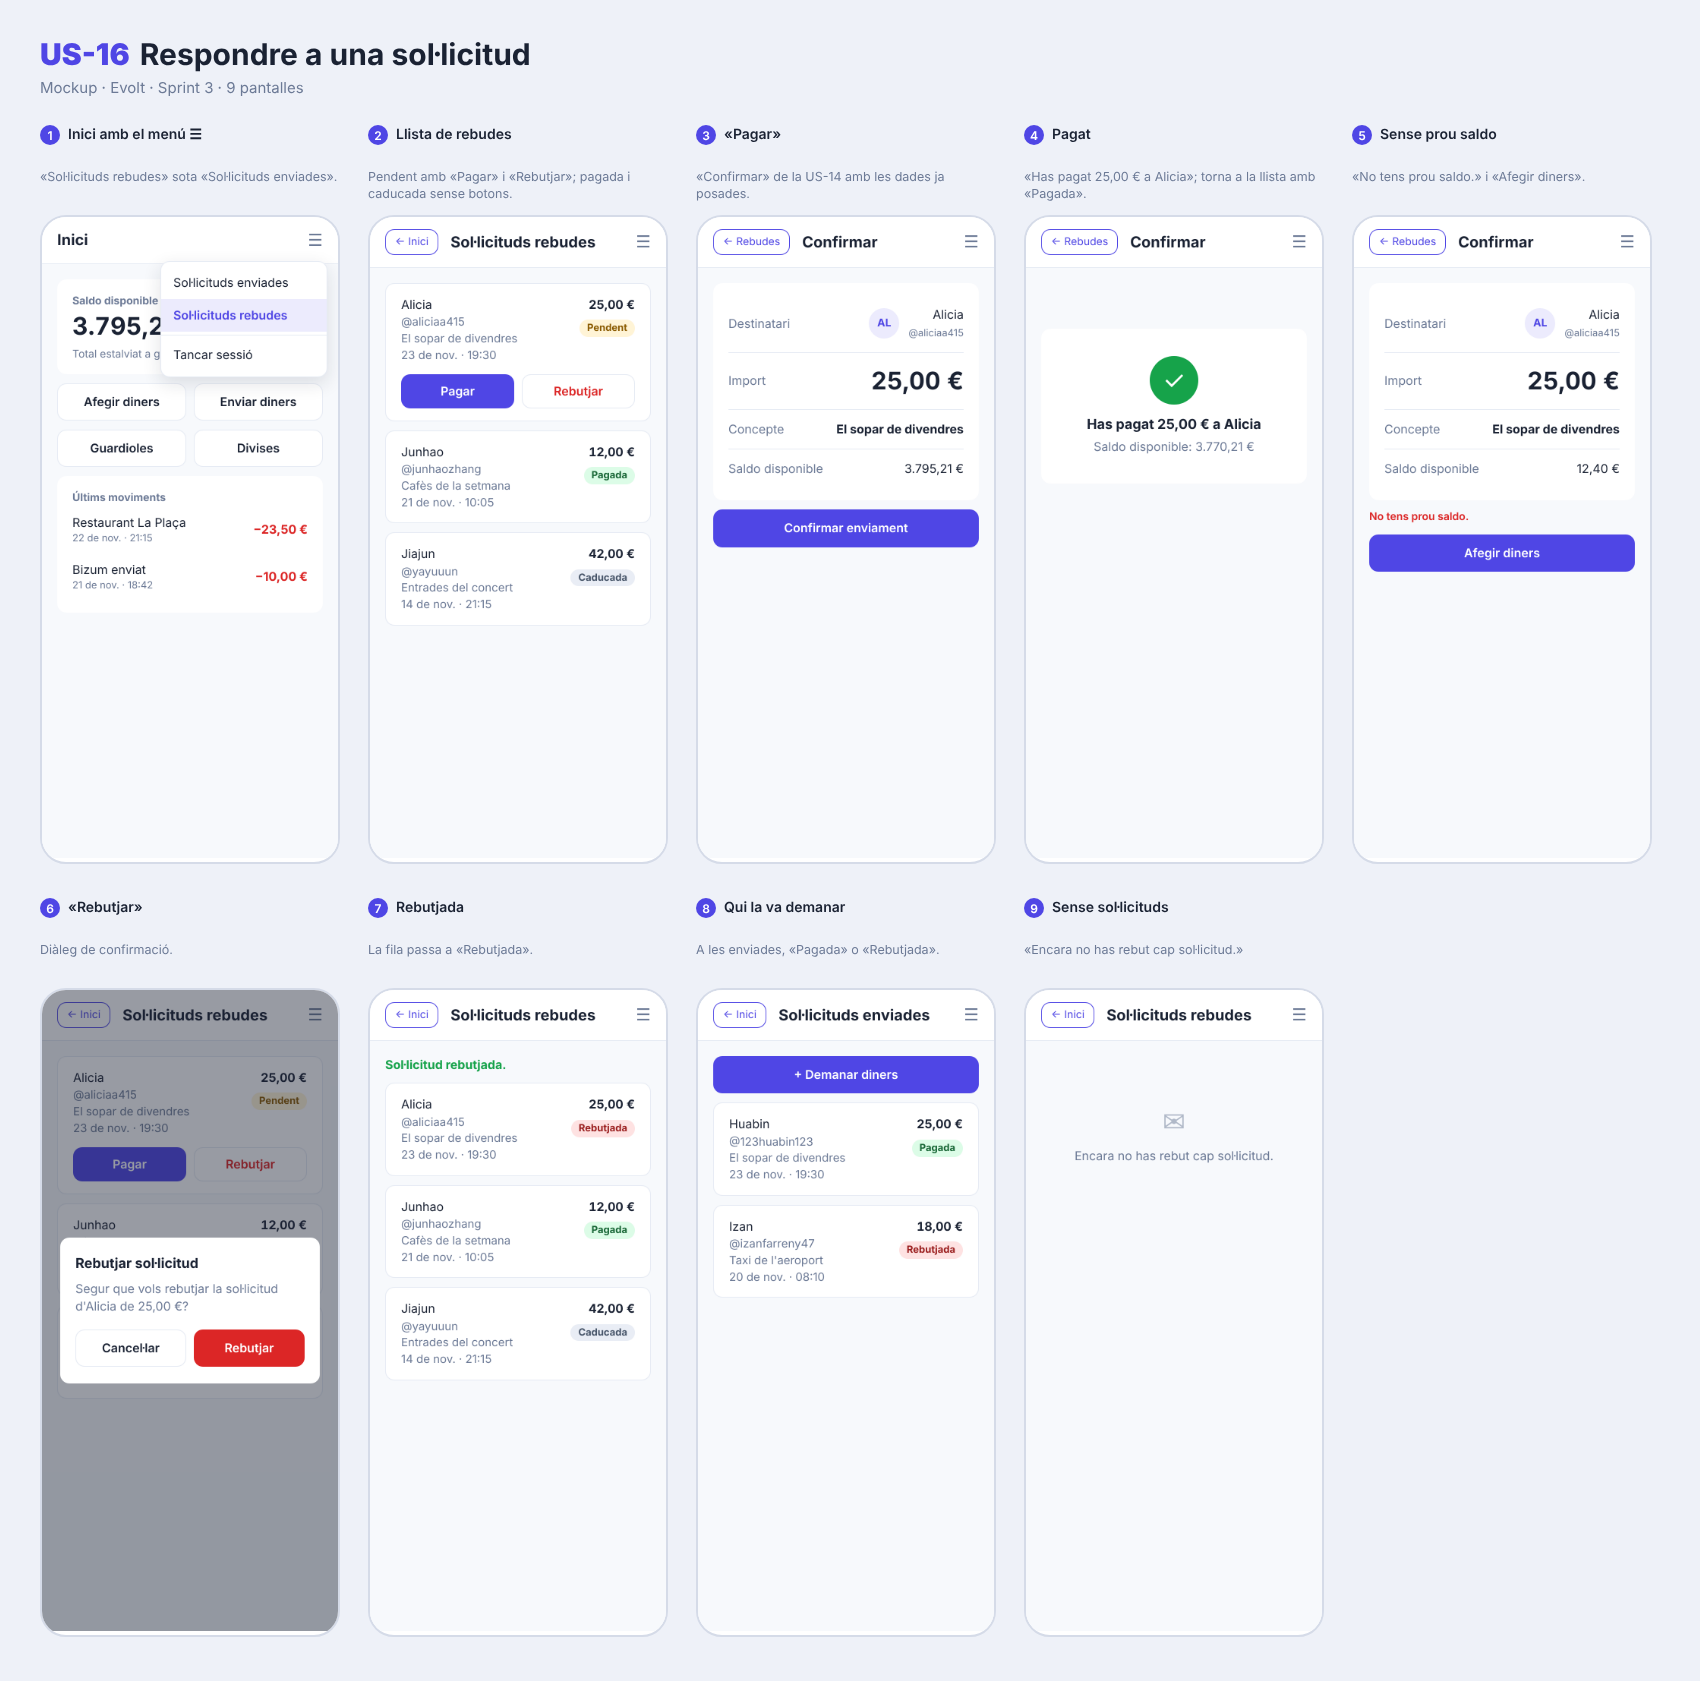 US-16 Respondre a una sol·licitud
Mockup · Evolt · Sprint 3 · 9 pantalles
1 Inici amb el menú ☰
«Sol·licituds rebudes» sota «Sol·licituds enviades».
Inici ☰
Sol·licituds enviades
Sol·licituds rebudes
Tancar sessió
Saldo disponible
3.795,2
Total estalviat a g
Afegir diners Enviar diners
Guardioles Divises
Últims moviments
Restaurant La Plaça −23,50 €
22 de nov. · 21:15
Bizum enviat −10,00 €
21 de nov. · 18:42
2 Llista de rebudes
Pendent amb «Pagar» i «Rebutjar»; pagada i
caducada sense botons.
← Inici Sol·licituds rebudes ☰
Alicia 25,00 €
@aliciaa415 Pendent
El sopar de divendres
23 de nov. · 19:30
Pagar Rebutjar
Junhao 12,00 €
@junhaozhang Pagada
Cafès de la setmana
21 de nov. · 10:05
Jiajun 42,00 €
@yayuuun Caducada
Entrades del concert
14 de nov. · 21:15
3 «Pagar»
«Confirmar» de la US-14 amb les dades ja
posades.
← Rebudes Confirmar ☰
Destinatari AL Alicia
@aliciaa415
Import 25,00 €
Concepte El sopar de divendres
Saldo disponible 3.795,21 €
Confirmar enviament
4 Pagat
«Has pagat 25,00 € a Alicia»; torna a la llista amb
«Pagada».
← Rebudes Confirmar ☰
Has pagat 25,00 € a Alicia
Saldo disponible: 3.770,21 €
5 Sense prou saldo
«No tens prou saldo.» i «Afegir diners».
← Rebudes Confirmar ☰
Destinatari AL Alicia
@aliciaa415
Import 25,00 €
Concepte El sopar de divendres
Saldo disponible 12,40 €
No tens prou saldo.
Afegir diners
6 «Rebutjar»
Diàleg de confirmació.
← Inici Sol·licituds rebudes ☰
Alicia 25,00 €
@aliciaa415 Pendent
El sopar de divendres
23 de nov. · 19:30
Pagar Rebutjar
Junhao 12,00 €
Rebutjar sol·licitud
Segur que vols rebutjar la sol·licitud
d'Alicia de 25,00 €?
Cancel·lar Rebutjar
7 Rebutjada
La fila passa a «Rebutjada».
← Inici Sol·licituds rebudes ☰
Sol·licitud rebutjada.
Alicia 25,00 €
@aliciaa415 Rebutjada
El sopar de divendres
23 de nov. · 19:30
Junhao 12,00 €
@junhaozhang Pagada
Cafès de la setmana
21 de nov. · 10:05
Jiajun 42,00 €
@yayuuun Caducada
Entrades del concert
14 de nov. · 21:15
8 Qui la va demanar
A les enviades, «Pagada» o «Rebutjada».
← Inici Sol·licituds enviades ☰
+ Demanar diners
Huabin 25,00 €
@123huabin123 Pagada
El sopar de divendres
23 de nov. · 19:30
Izan 18,00 €
@izanfarreny47 Rebutjada
Taxi de l'aeroport
20 de nov. · 08:10
9 Sense sol·licituds
«Encara no has rebut cap sol·licitud.»
← Inici Sol·licituds rebudes ☰
Encara no has rebut cap sol·licitud.